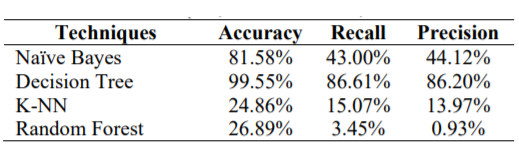 Techniques Accuracy Recall Precision
Naïve Bayes 81.58% 43.00% 44.12%
Decision Tree 99.55% 86.61% 86.20%
K-NN 24.86% 15.07% 13.97%
Random Forest 26.89% 3.45% 0.93%